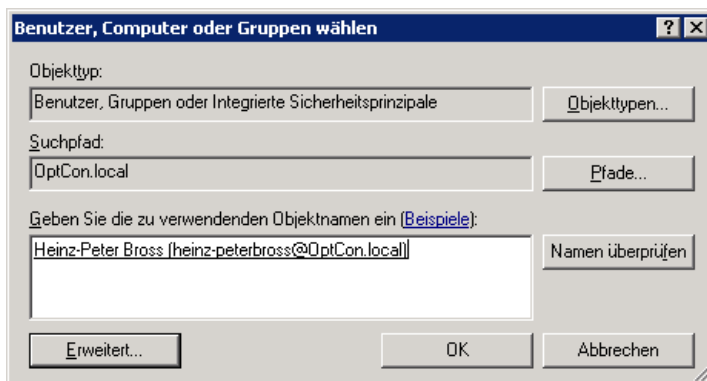 Benutzer, Computer oder Gruppen wählen
Objekttyp:
Benutzer, Gruppen oder Integrierte Sicherheitsprinzipale
Objekttypen...
Suchpfad:
OptCon.local
Pfade...
Geben Sie die zu verwendenden Objektnamen ein (Beispiele):
Heinz-Peter Bross (heinz-peterbross@OptCon.local)
Namen überprüfen
Erweitert...
OK
Abbrechen